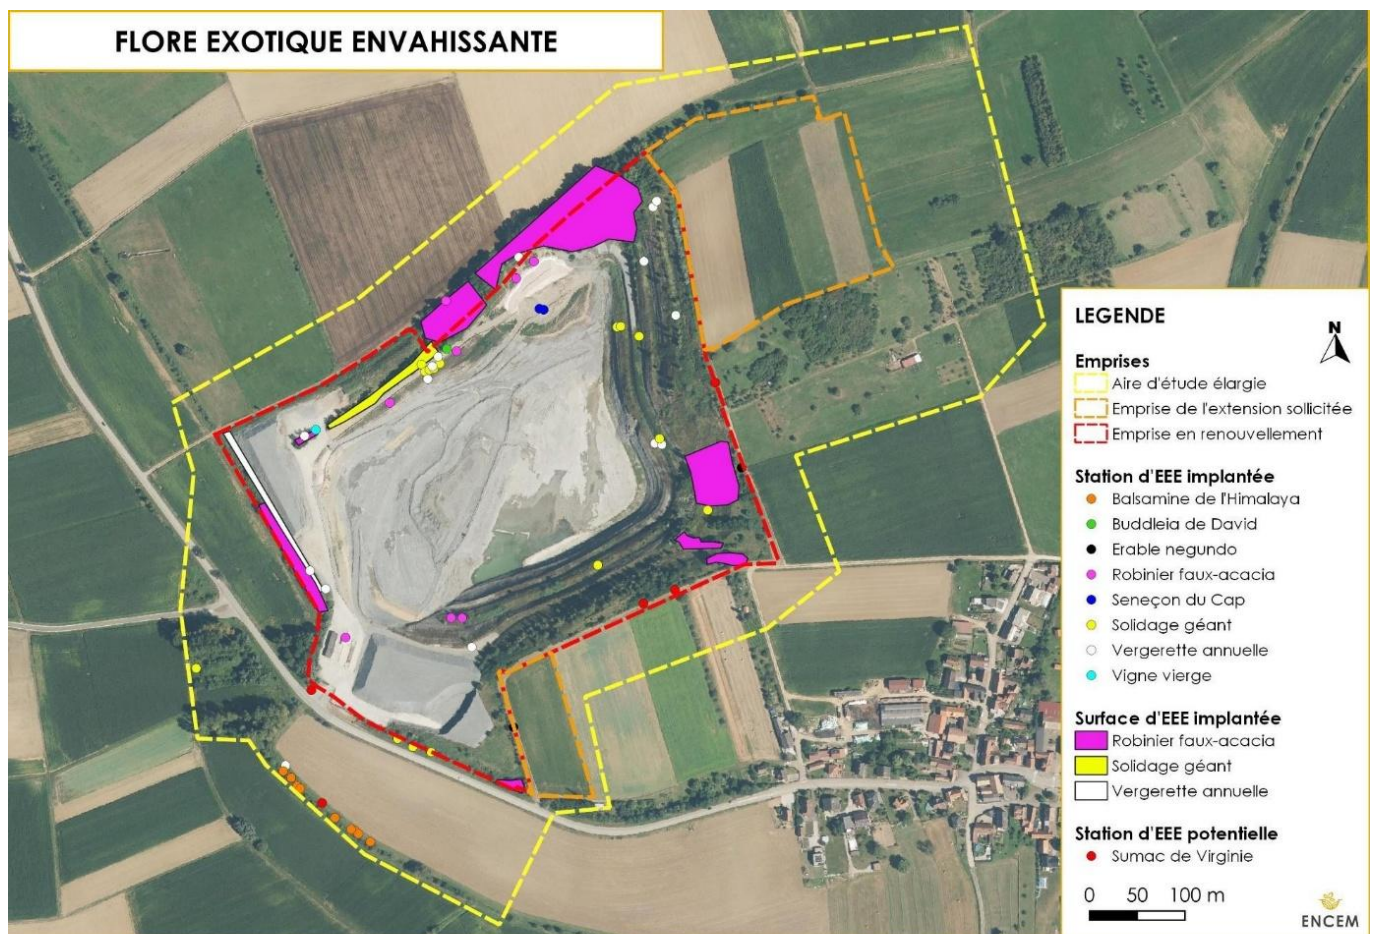 FLORE EXOTIQUE ENVAHISSANTE
LEGENDE
N
Emprises
Aire d'étude élargie
Emprise de l'extension sollicitée
Emprise en renouvellement
Station d'EEE implantée
Balsamine de l'Himalaya
Buddleia de David
Erable negundo
Robinier faux-acacia
Seneçon du Cap
Solidage géant
Vergerette annuelle
Vigne vierge
Surface d'EEE implantée
Robinier faux-acacia
Solidage géant
Vergerette annuelle
Station d'EEE potentielle
Sumac de Virginie
0 50 100 m
ENCEM